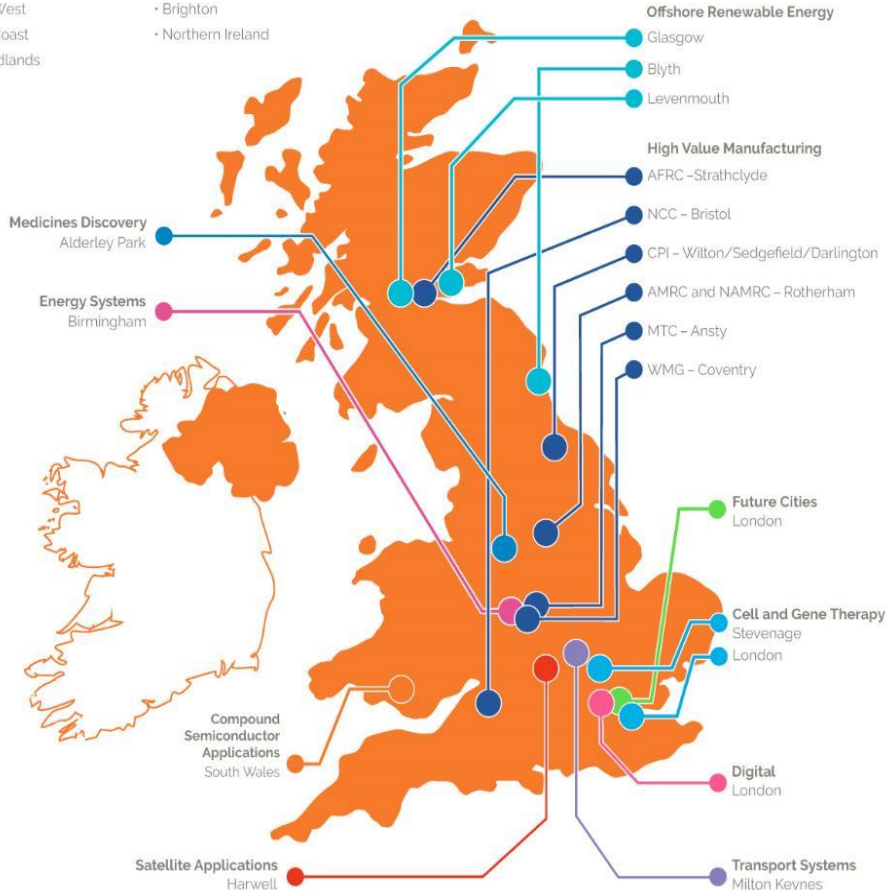 West
Coast
dlands
• Brighton
• Northern Ireland
Offshore Renewable Energy
Glasgow
Blyth
Levenmouth
High Value Manufacturing
AFRC –Strathclyde
NCC – Bristol
CPI – Wilton/Sedgefield/Darlington
AMRC and NAMRC – Rotherham
MTC – Ansty
WMG – Coventry
Medicines Discovery
Alderley Park
Energy Systems
Birmingham
Future Cities
London
Cell and Gene Therapy
Stevenage
London
Compound
Semiconductor
Applications
South Wales
Digital
London
Satellite Applications
Harwell
Transport Systems
Milton Keynes